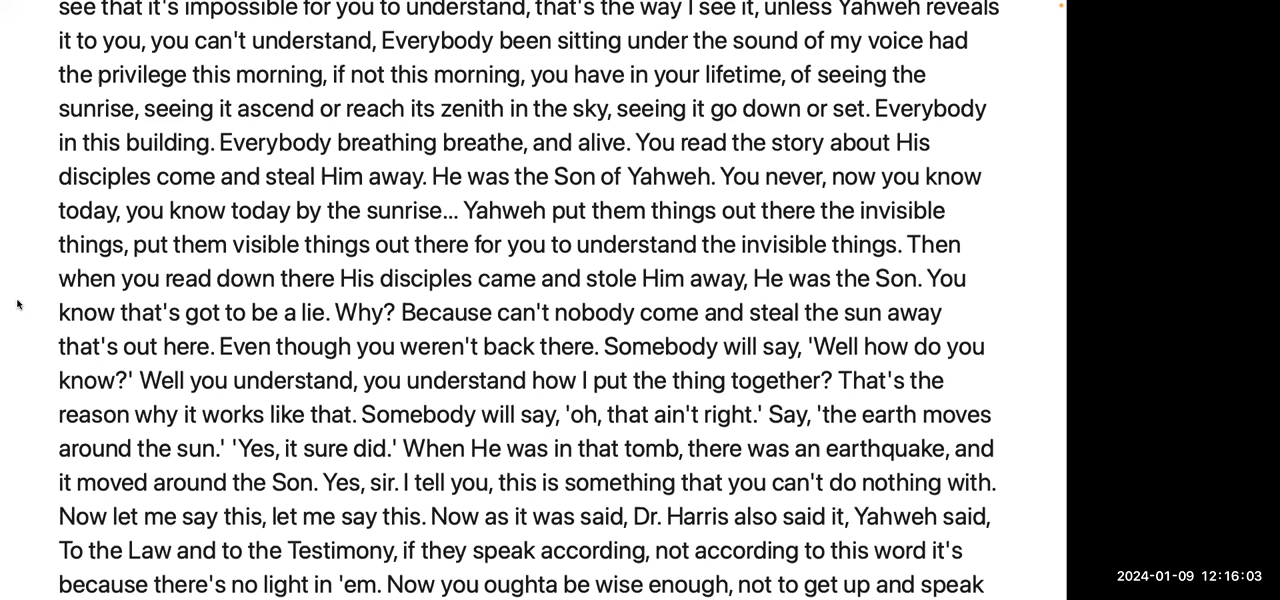 see that it's impossible for you to understand, that's the way I see it, unless Yahweh reveals
it to you, you can't understand, Everybody been sitting under the sound of my voice had
the privilege this morning, if not this morning, you have in your lifetime, of seeing the
sunrise, seeing it ascend or reach its zenith in the sky, seeing it go down or set. Everybody
in this building. Everybody breathing breathe, and alive. You read the story about His
disciples come and steal Him away. He was the Son of Yahweh. You never, now you know
today, you know today by the sunrise... Yahweh put them things out there the invisible
things, put them visible things out there for you to understand the invisible things. Then
when you read down there His disciples came and stole Him away, He was the Son. You
know that's got to be a lie. Why? Because can't nobody come and steal the sun away
that's out here. Even though you weren't back there. Somebody will say, 'Well how do you
know?' Well you understand, you understand how I put the thing together? That's the
reason why it works like that. Somebody will say, 'oh, that ain't right.' Say, 'the earth moves
around the sun.' 'Yes, it sure did.' When He was in that tomb, there was an earthquake, and
it moved around the Son. Yes, sir. I tell you, this is something that you can't do nothing with.
Now let me say this, let me say this. Now as it was said, Dr. Harris also said it, Yahweh said,
To the Law and to the Testimony, if they speak according, not according to this word it's
because there's no light in 'em. Now you oughta be wise enough, not to get up and speak
2024-01-09 12:16:03